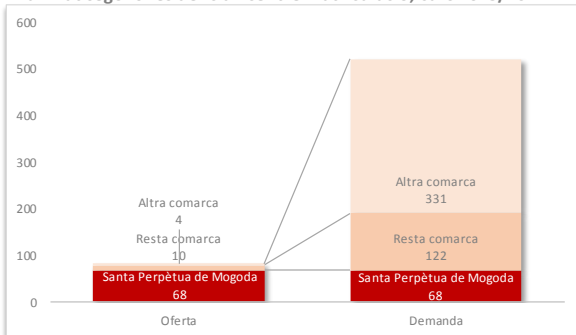 600
500
400
300
200
100
0
Altra comarca
4
Resta comarca
10
Santa Perpètua de Mogoda
68
Altra comarca
331
Resta comarca
122
Santa Perpètua de Mogoda
68
Oferta
Demanda